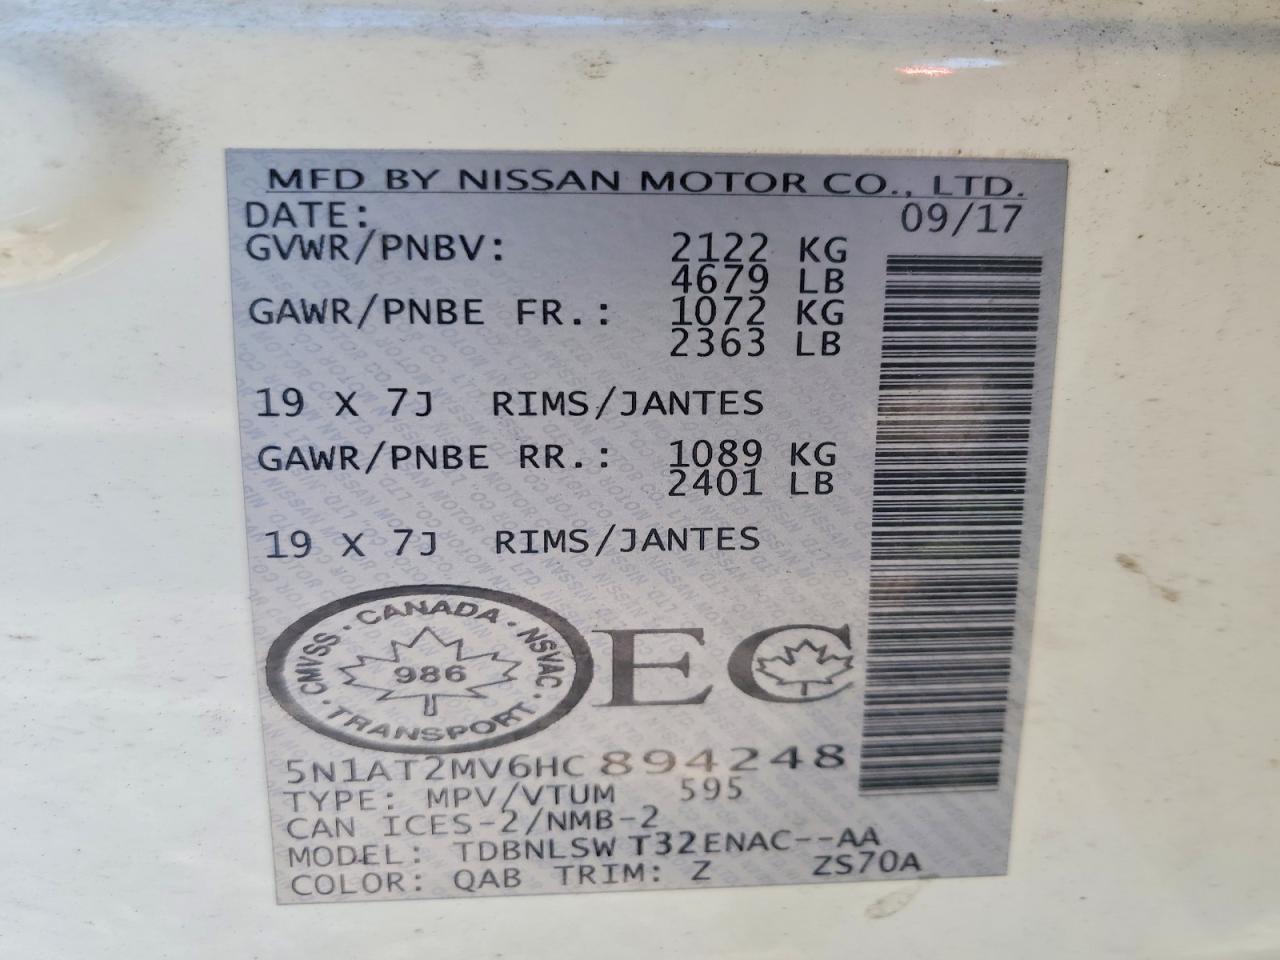 MFD BY NISSAN MOTOR CO., LTD.
DATE: 09/17
GVWR/PNBV: 2122 KG
4679 LB
GAWR/PNBE FR.: 1072 KG
2363 LB
19 X 7J RIMS/JANTES
GAWR/PNBE RR.: 1089 KG
2401 LB
19 X 7J RIMS/JANTES
CANADA · NSVAC · TRANSPORT · CMVSS ·
986
EC
5N1AT2MV6HC894248
TYPE: MPV/VTUM 595
CAN ICES-2/NMB-2
MODEL: TDBNLSW T32ENAC--AA
COLOR: QAB TRIM: Z ZS70A